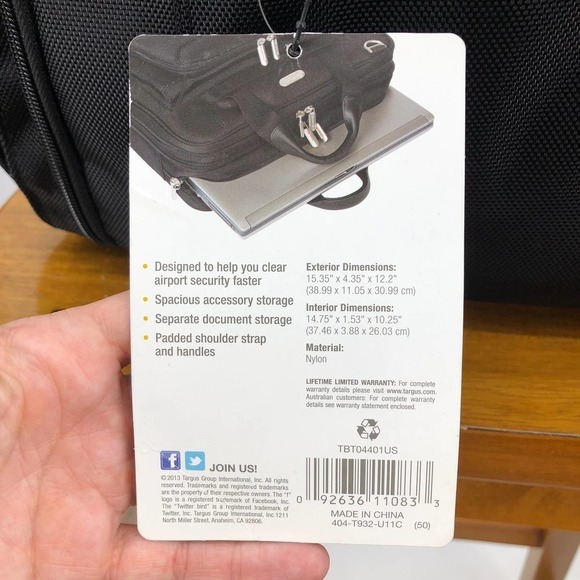 • Designed to help you clear
airport security faster
• Spacious accessory storage
• Separate document storage
• Padded shoulder strap
and handles
Exterior Dimensions:
15.35" x 4.35" x 12.2"
(38.99 x 11.05 x 30.99 cm)
Interior Dimensions:
14.75" x 1.53" x 10.25"
(37.46 x 3.88 x 26.03 cm)
Material:
Nylon
LIFETIME LIMITED WARRANTY: For complete
warranty details please visit www.targus.com.
Australian customers: For complete warranty
details see warranty statement enclosed.
TBT04401US
f JOIN US!
©2013 Targus Group International, Inc. All rights
reserved. Trademarks and registered trademarks
are the property of their respective owners. The "f"
logo is a registered trademark of Facebook, Inc.
The "Twitter bird" is a registered trademark of
Twitter, Inc. Targus Group International, Inc. 1211
North Miller Street, Anaheim, CA 92806.
0 92636 11083 3
MADE IN CHINA
404-T932-U11C (50)